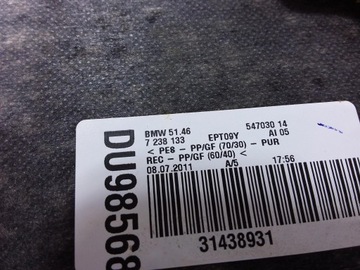 BMW 51.46
7 238 133
EPT09Y
547030 14
AI 05
< PE8 - PP/GF (70/30) - PUR
REC - PP/GF (60/40) <
08.07.2011
A/5
17:56
31438931
DU98568